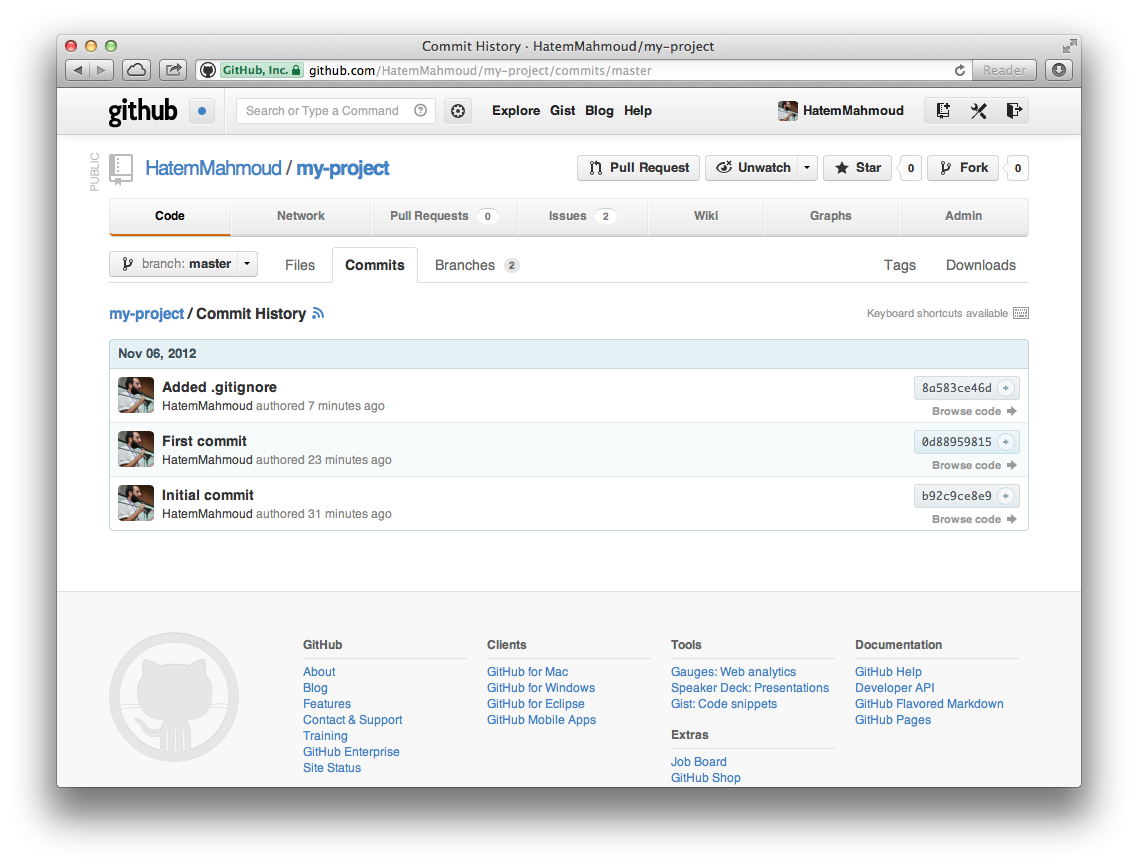 Commit History · HatemMahmoud/my-project
GitHub, Inc. github.com/HatemMahmoud/my-project/commits/master Reader
github Search or Type a Command Explore Gist Blog Help HatemMahmoud
PUBLIC
HatemMahmoud / my-project Pull Request Unwatch Star 0 Fork 0
Code Network Pull Requests 0 Issues 2 Wiki Graphs Admin
branch: master Files Commits Branches 2 Tags Downloads
my-project / Commit History Keyboard shortcuts available
Nov 06, 2012
Added .gitignore 8a583ce46d
HatemMahmoud authored 7 minutes ago Browse code
First commit 0d88959815
HatemMahmoud authored 23 minutes ago Browse code
Initial commit b92c9ce8e9
HatemMahmoud authored 31 minutes ago Browse code
GitHub
About
Blog
Features
Contact & Support
Training
GitHub Enterprise
Site Status
Clients
GitHub for Mac
GitHub for Windows
GitHub for Eclipse
GitHub Mobile Apps
Tools
Gauges: Web analytics
Speaker Deck: Presentations
Gist: Code snippets
Extras
Job Board
GitHub Shop
Documentation
GitHub Help
Developer API
GitHub Flavored Markdown
GitHub Pages